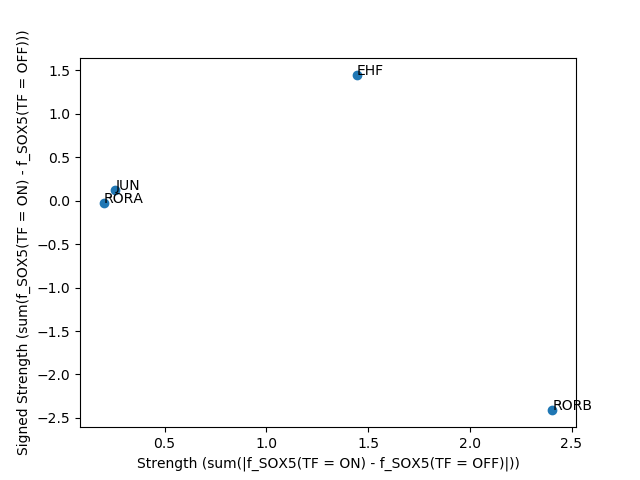 Signed Strength (sum(f_SOX5(TF = ON) - f_SOX5(TF = OFF)))
1.5
1.0
0.5
0.0
−0.5
−1.0
−1.5
−2.0
−2.5
EHF
JUN
RORA
RORB
0.5 1.0 1.5 2.0 2.5
Strength (sum(|f_SOX5(TF = ON) - f_SOX5(TF = OFF)|))